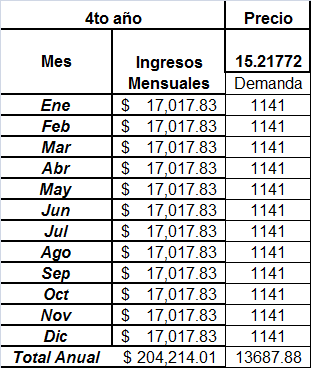 4to año Precio
Mes Ingresos Mensuales 15.21772
Demanda
Ene $ 17,017.83 1141
Feb $ 17,017.83 1141
Mar $ 17,017.83 1141
Abr $ 17,017.83 1141
May $ 17,017.83 1141
Jun $ 17,017.83 1141
Jul $ 17,017.83 1141
Ago $ 17,017.83 1141
Sep $ 17,017.83 1141
Oct $ 17,017.83 1141
Nov $ 17,017.83 1141
Dic $ 17,017.83 1141
Total Anual $ 204,214.01 13687.88